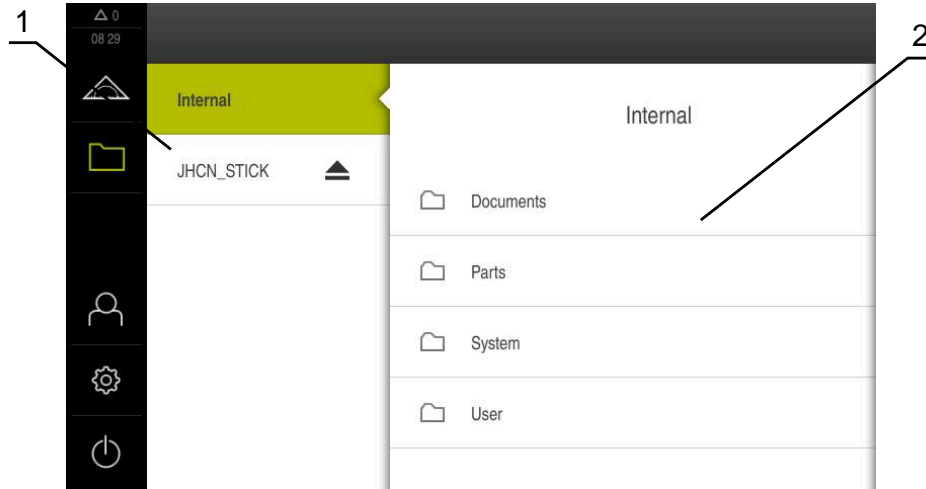 1
2
△ 0
08 29
Internal
JHCN_STICK
Internal
Documents
Parts
System
User